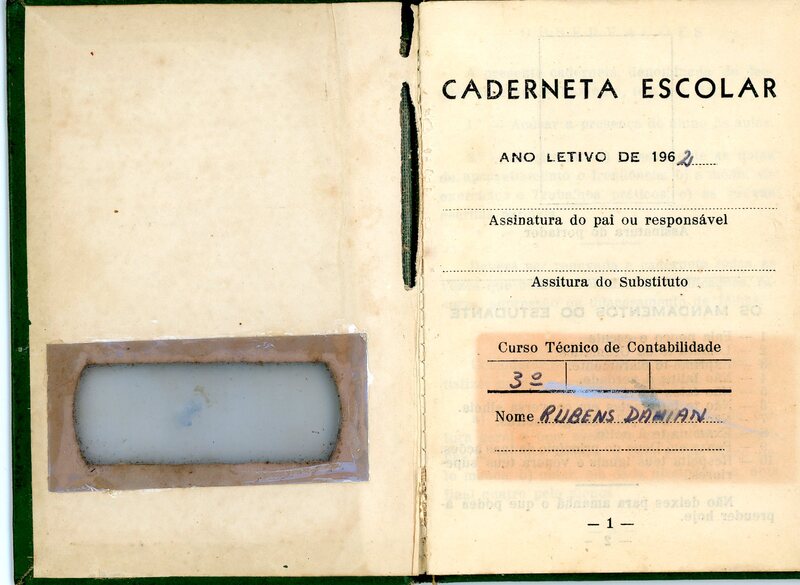 CADERNETA ESCOLAR
ANO LETIVO DE 1962
Assinatura do pai ou responsável
Assitura do Substituto
Curso Técnico de Contabilidade
3º
Nome RUBENS DAMIAN
— 1 —